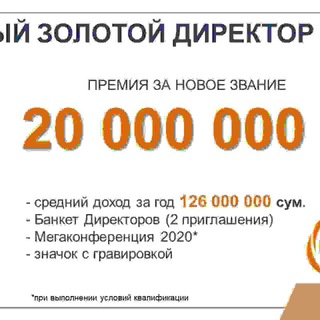 ЫЙ ЗОЛОТОЙ ДИРЕКТОР
ПРЕМИЯ ЗА НОВОЕ ЗВАНИЕ
20 000 000
- средний доход за год 126 000 000 сум.
- Банкет Директоров (2 приглашения)
- Мегаконференция 2020*
- значок с гравировкой
*при выполнении условий квалификации